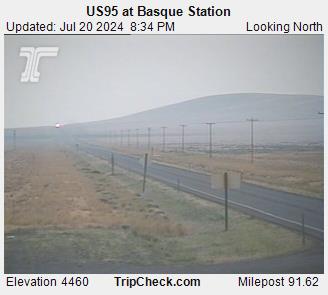 US95 at Basque Station
Updated: Jul 20 2024 8:34 PM Looking North
Elevation 4460 TripCheck.com Milepost 91.62